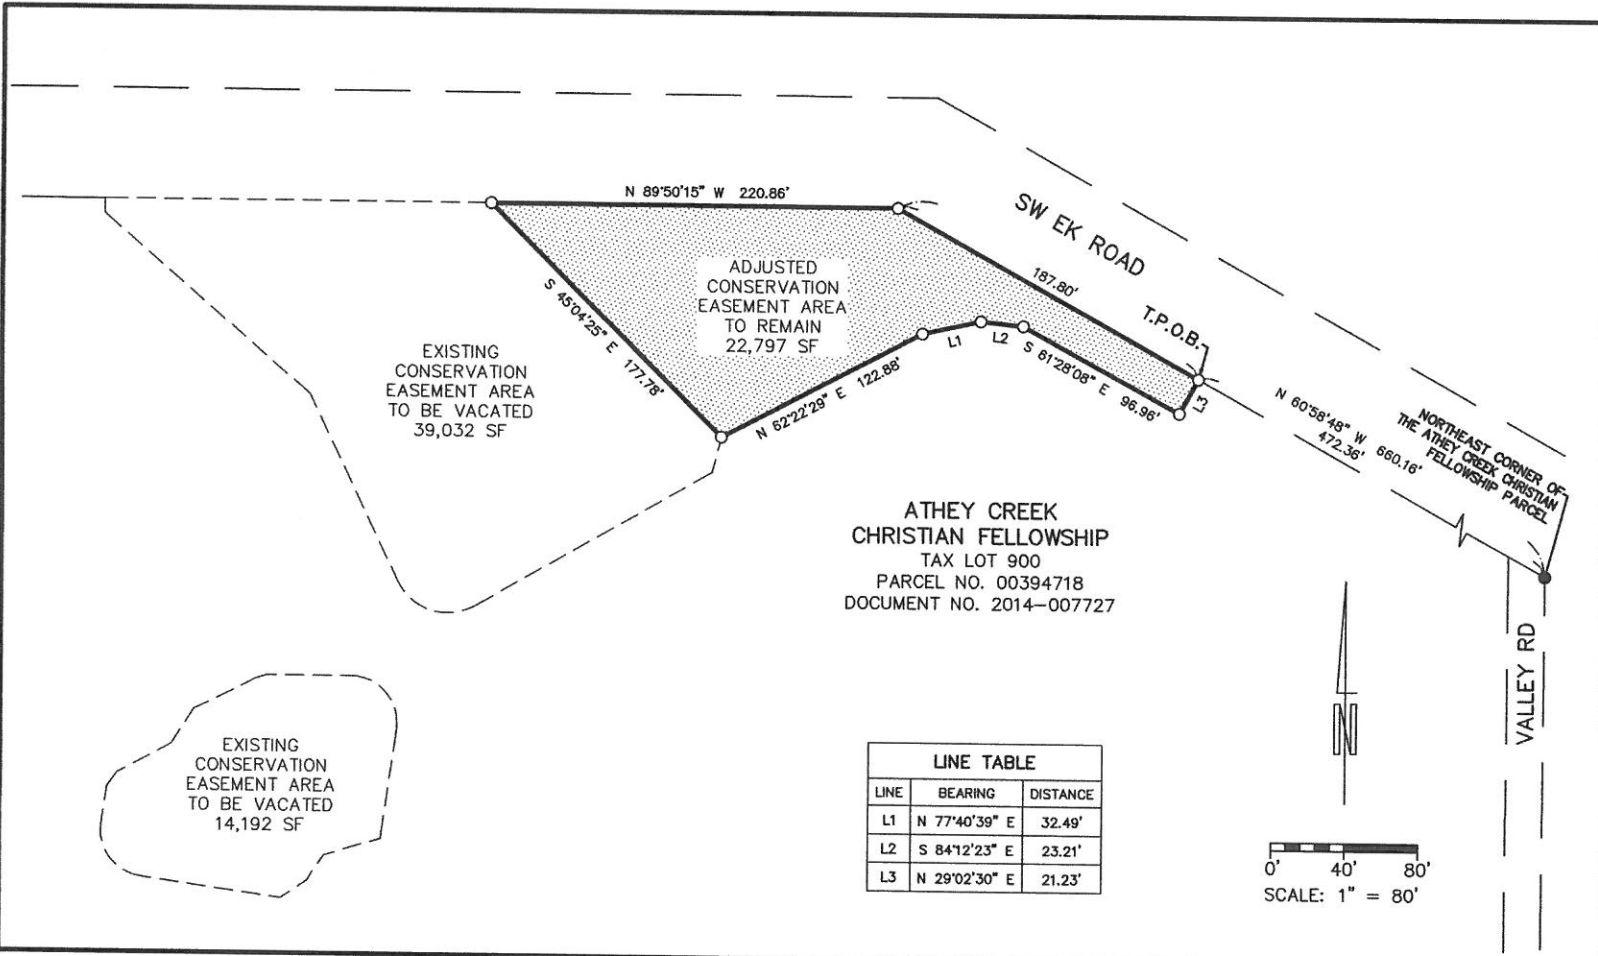 N 89°50'15" W 220.86'
SW EK ROAD
187.80'
T.P.O.B.
ADJUSTED
CONSERVATION
EASEMENT AREA
TO REMAIN
22,797 SF
S 45°04'25" E 177.78'
N 62°22'29" E 122.88'
L1
L2
S 61°28'08" E 96.96'
L3
N 60°58'48" W 660.16'
472.36'
NORTHEAST CORNER OF
THE ATHEY CREEK CHRISTIAN
FELLOWSHIP PARCEL
EXISTING
CONSERVATION
EASEMENT AREA
TO BE VACATED
39,032 SF
ATHEY CREEK
CHRISTIAN FELLOWSHIP
TAX LOT 900
PARCEL NO. 00394718
DOCUMENT NO. 2014-007727
VALLEY RD
N
EXISTING
CONSERVATION
EASEMENT AREA
TO BE VACATED
14,192 SF
LINE TABLE
LINE BEARING DISTANCE
L1 N 77°40'39" E 32.49'
L2 S 84°12'23" E 23.21'
L3 N 29°02'30" E 21.23'
0' 40' 80'
SCALE: 1" = 80'